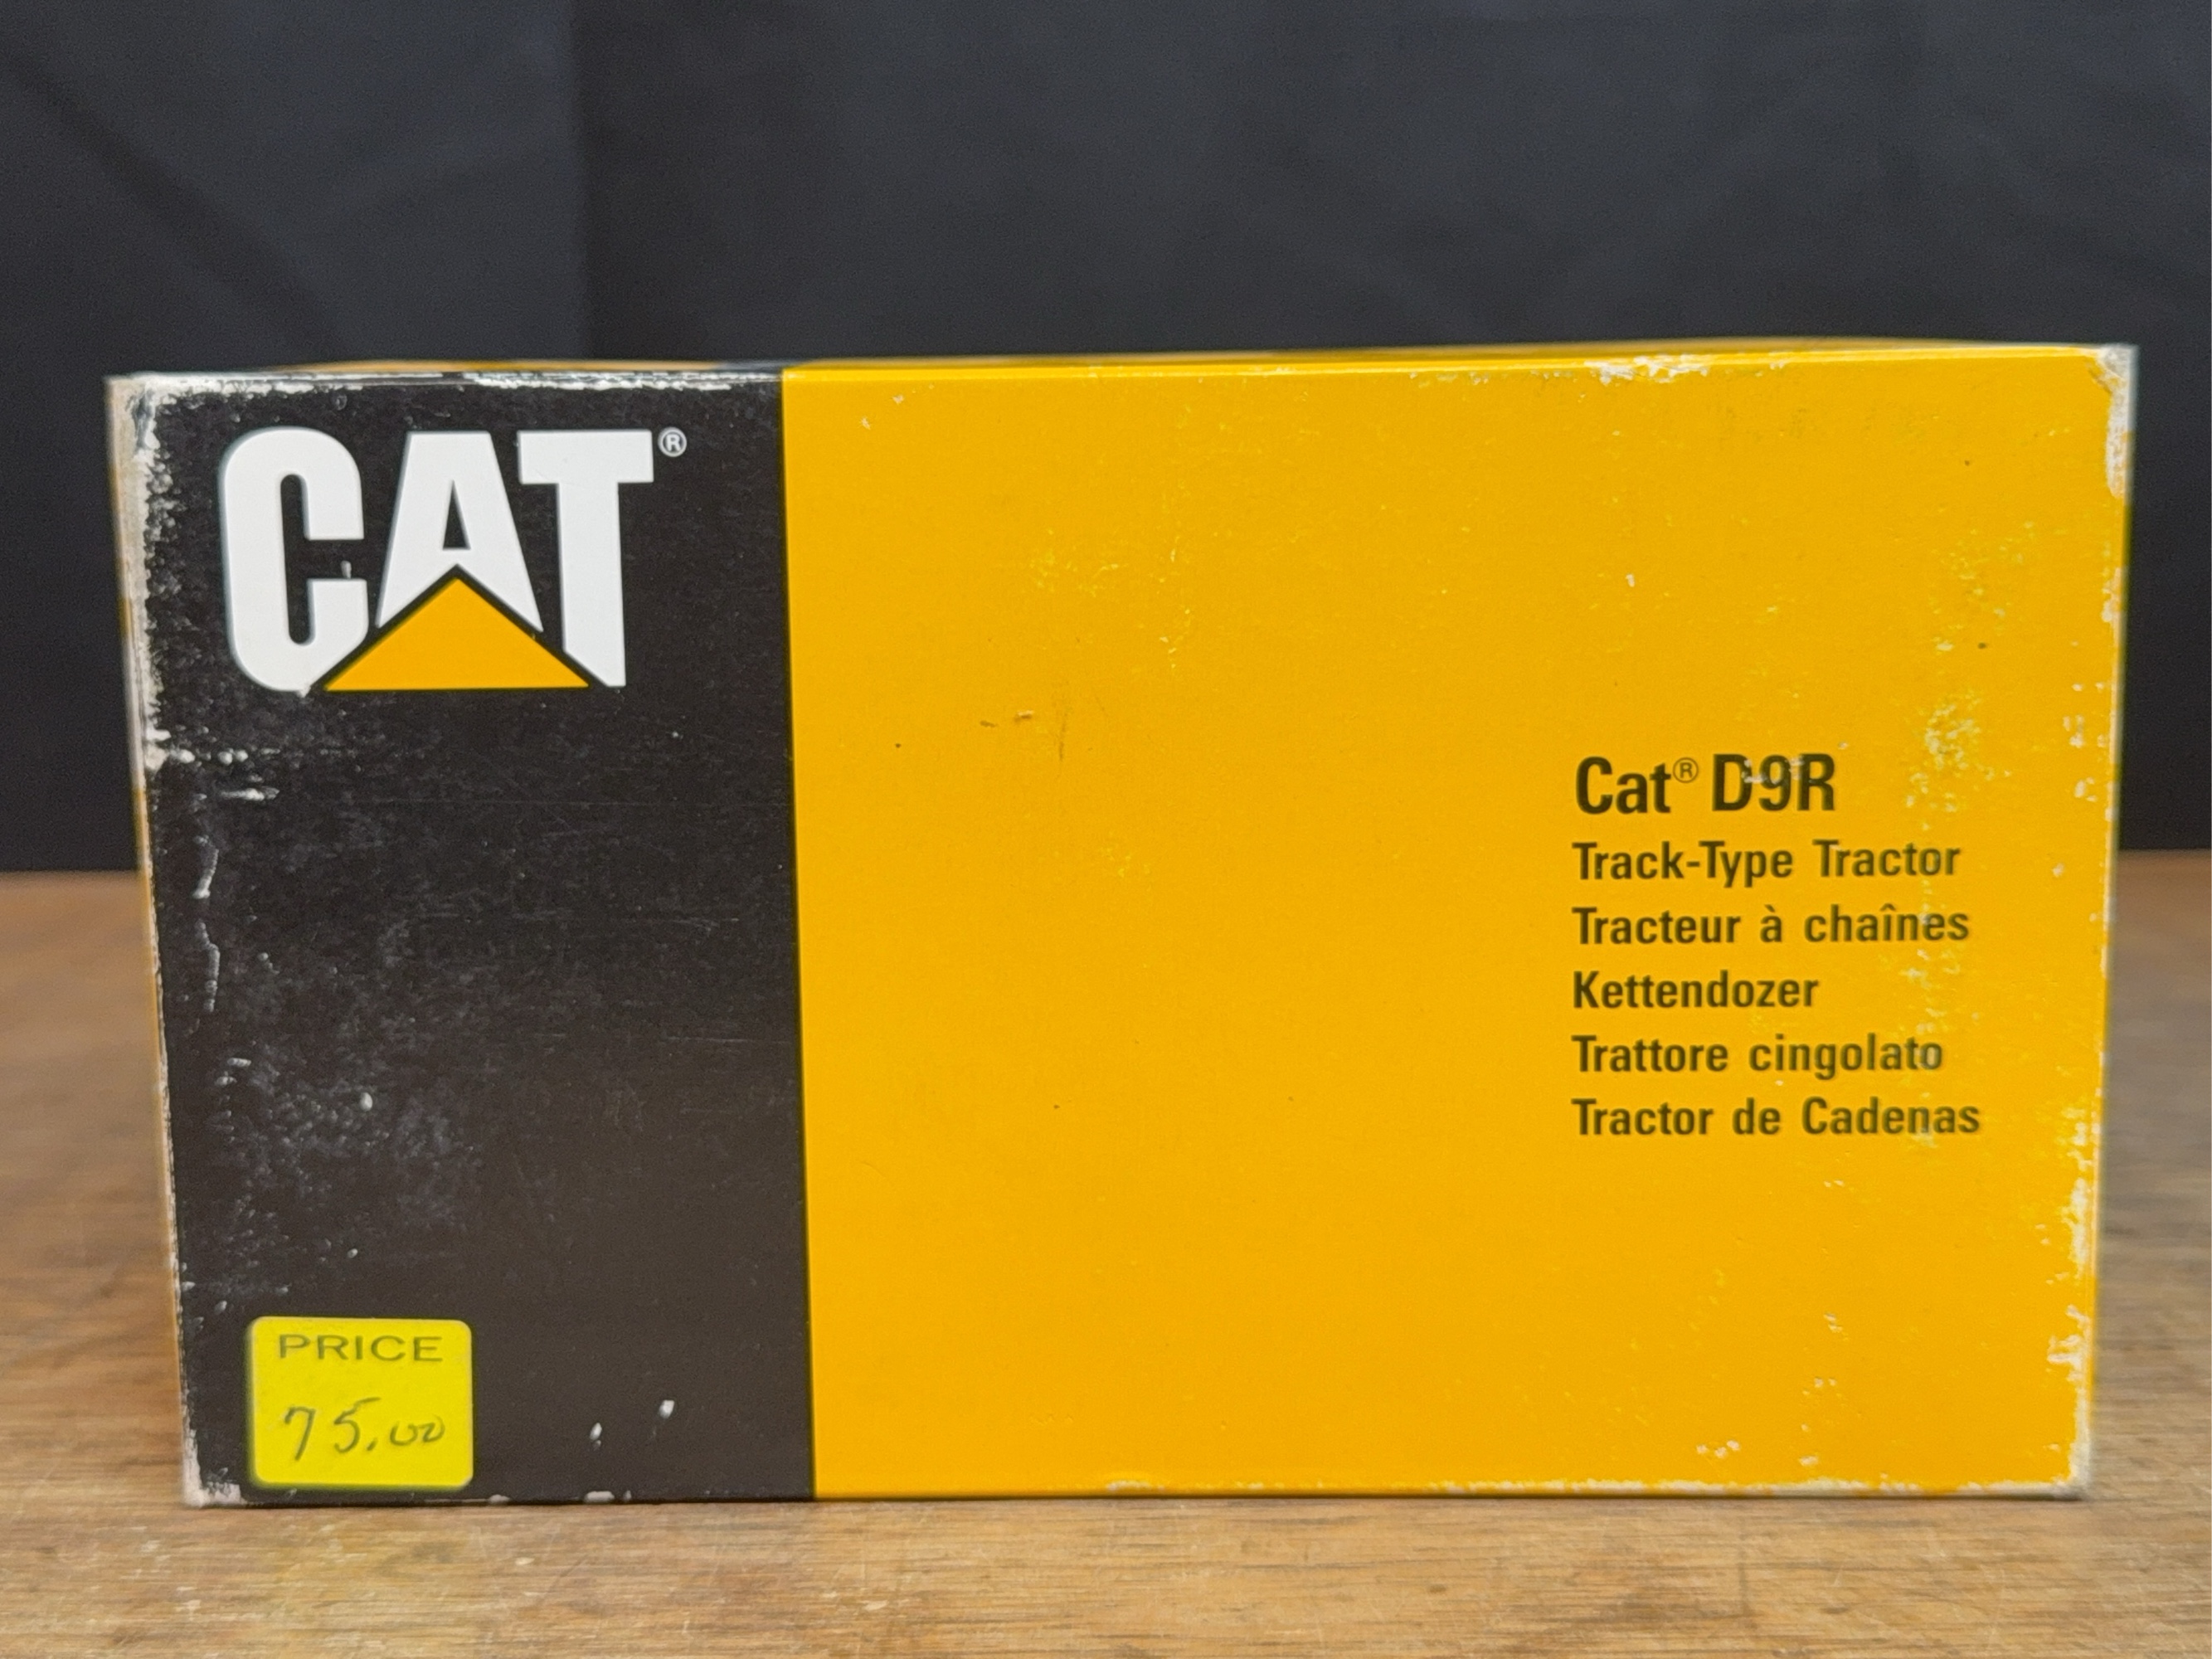 CAT®
Cat® D9R
Track-Type Tractor
Tracteur à chaînes
Kettendozer
Trattore cingolato
Tractor de Cadenas
PRICE
75.00